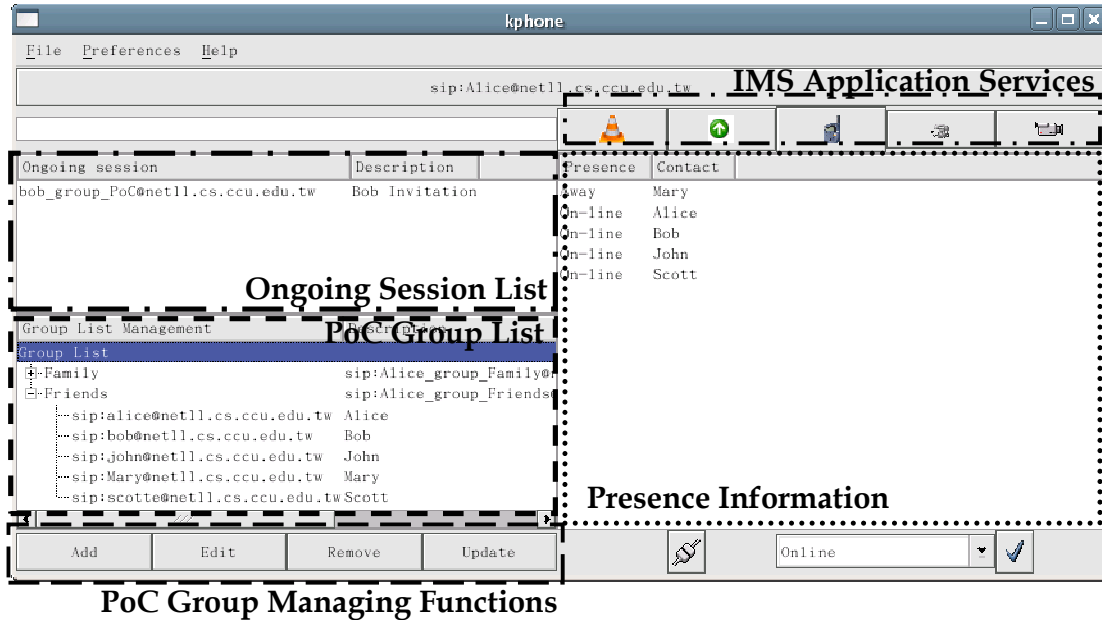 kphone
File Preferences Help
sip:Alice@netll.cs.ccu.edu.tw
IMS Application Services
Ongoing session Description
bob_group_PoC@netll.cs.ccu.edu.tw Bob Invitation
Ongoing Session List
Presence Contact
Away Mary
On-line Alice
On-line Bob
On-line John
On-line Scott
Presence Information
Group List Management Description
PoC Group List
Group List
Family sip:Alice_group_Family@
Friends sip:Alice_group_Friends
sip:alice@netll.cs.ccu.edu.tw Alice
sip:bob@netll.cs.ccu.edu.tw Bob
sip:john@netll.cs.ccu.edu.tw John
sip:Mary@netll.cs.ccu.edu.tw Mary
sip:scotte@netll.cs.ccu.edu.tw Scott
Add Edit Remove Update
Online
PoC Group Managing Functions